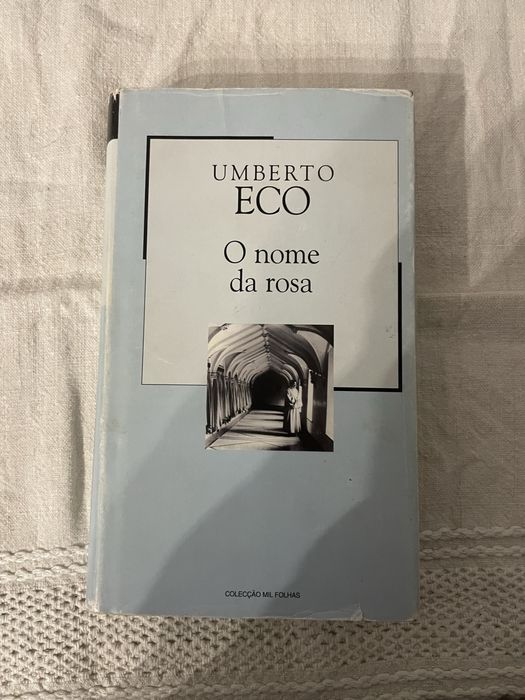 UMBERTO
ECO
O nome
da rosa
COLECÇÃO MIL FOLHAS